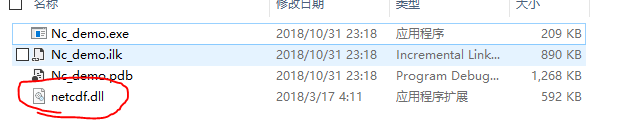 修改日期 类型 大小
Nc_demo.exe 2018/10/31 23:18 应用程序 209 KB
Nc_demo.ilk 2018/10/31 23:18 Incremental Link... 890 KB
Nc_demo.pdb 2018/10/31 23:18 Program Debug... 1,268 KB
netcdf.dll 2018/3/17 4:11 应用程序扩展 592 KB